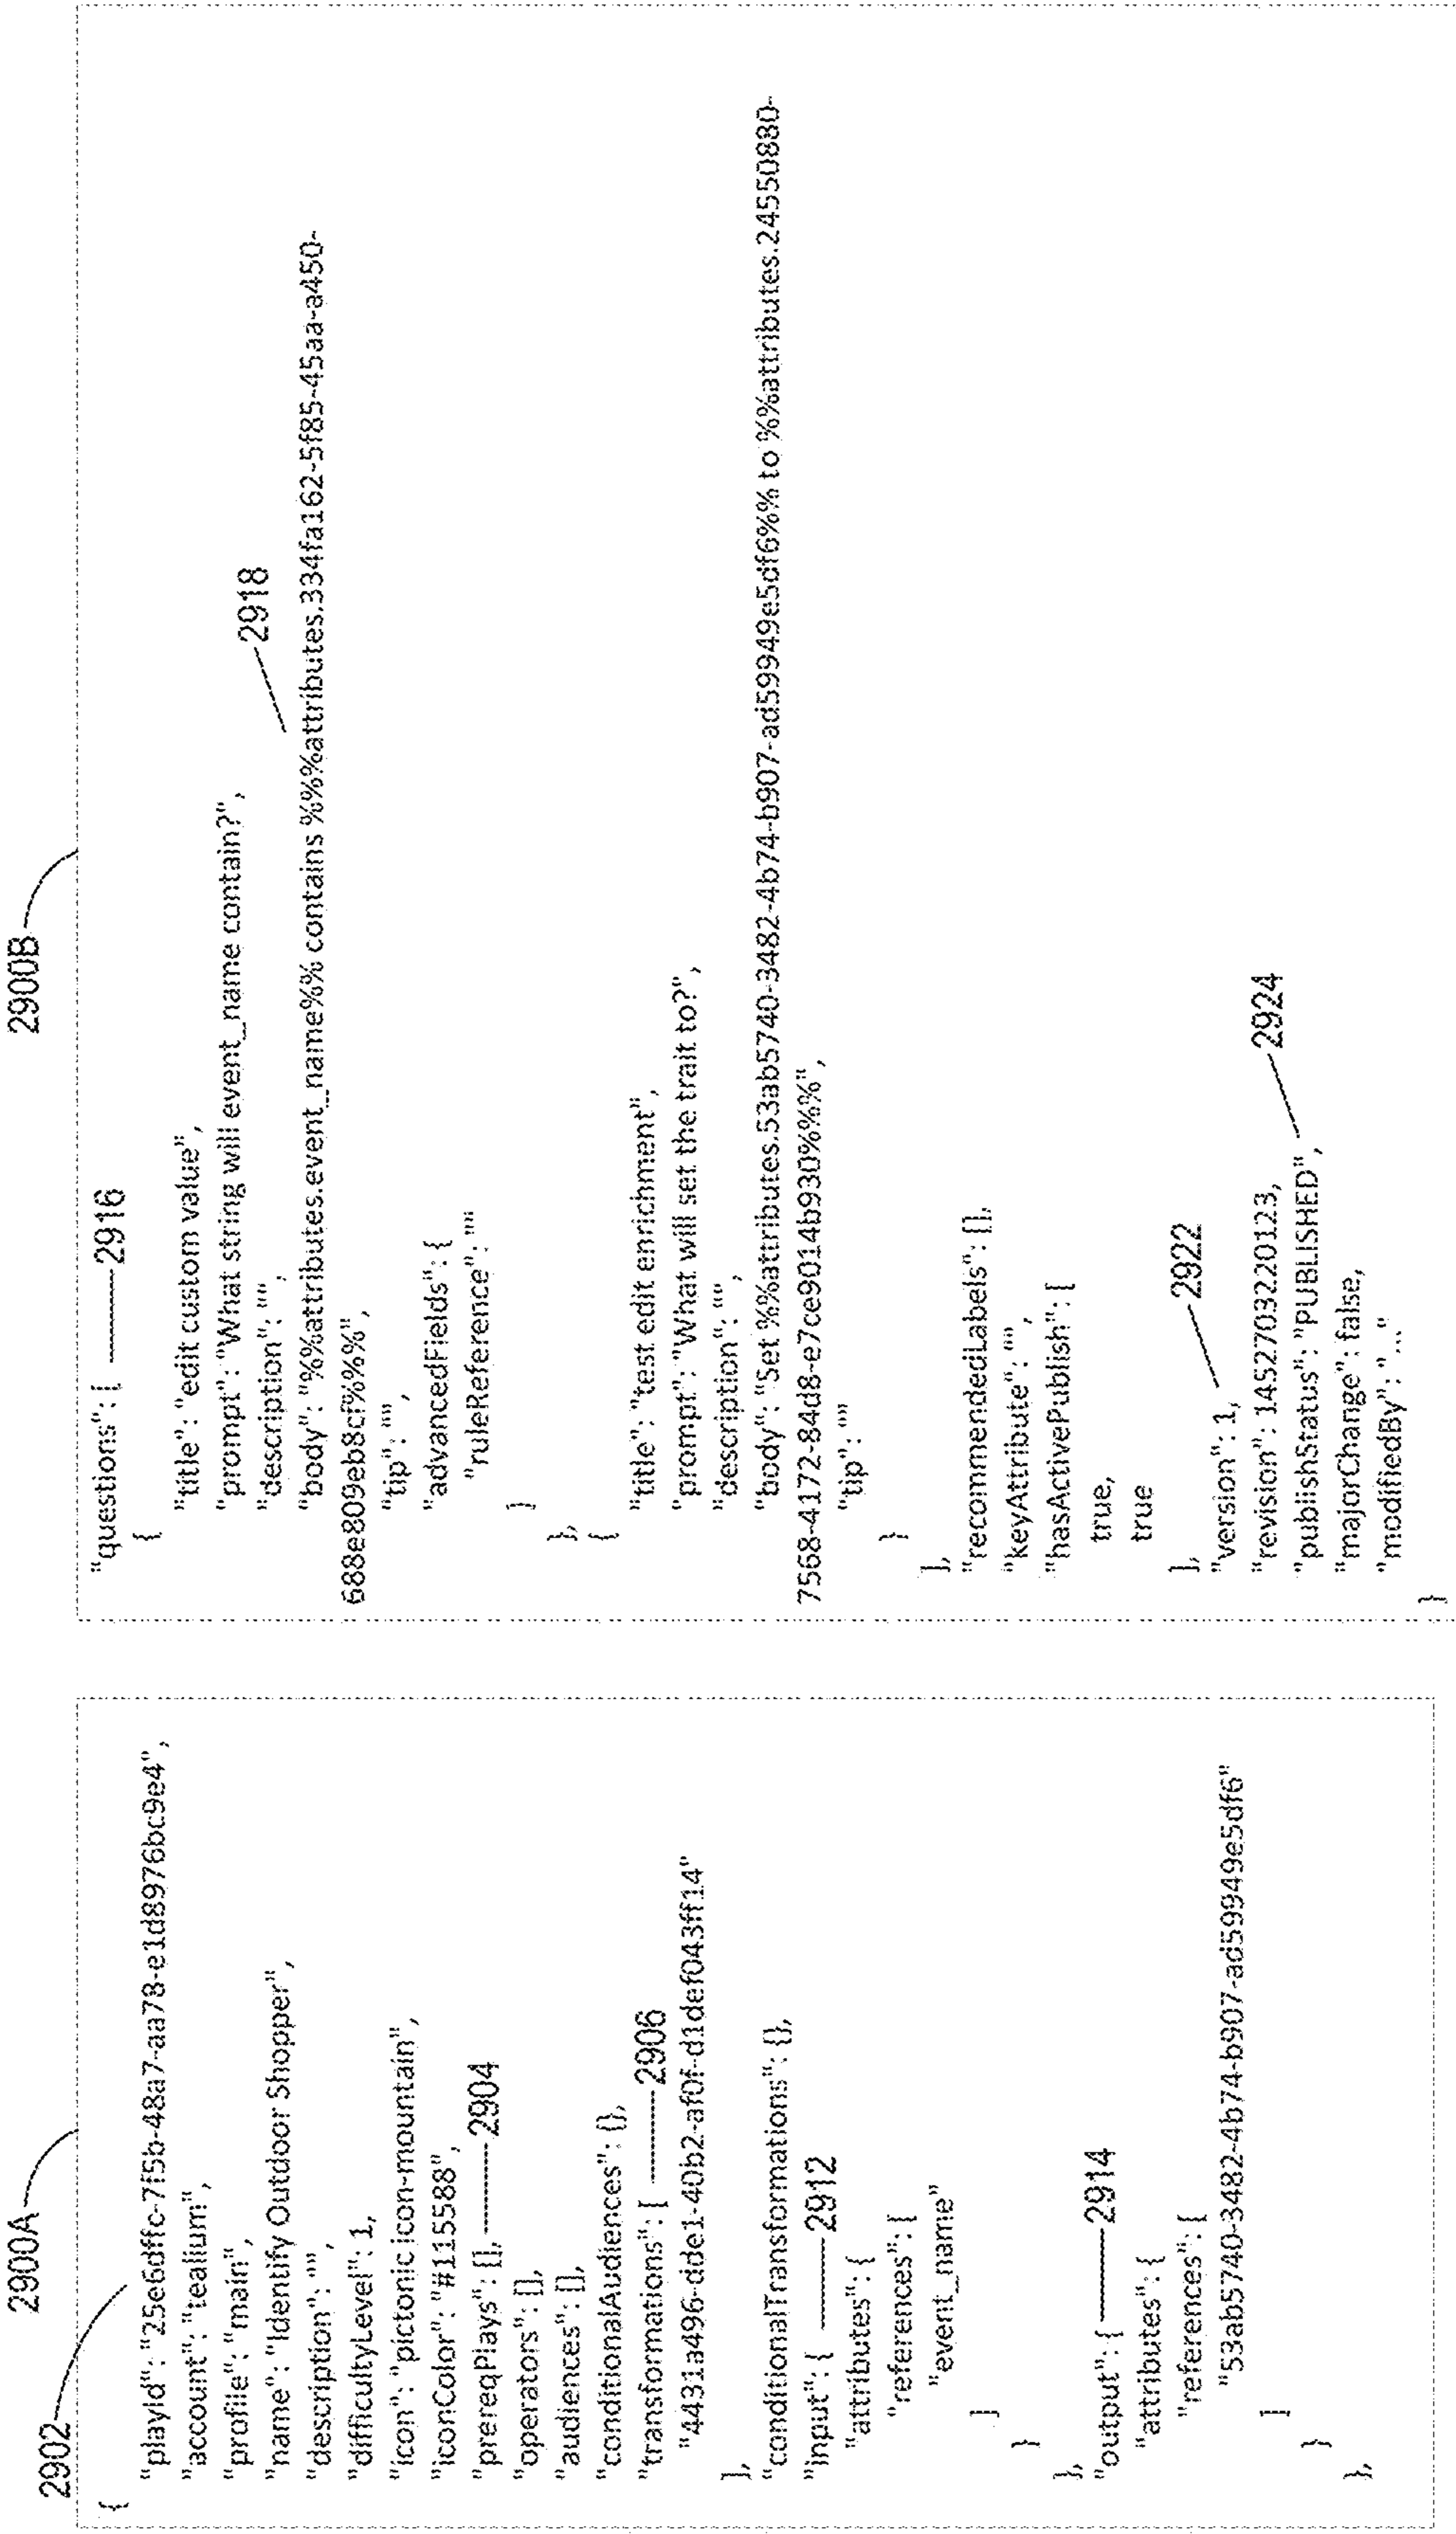 2900A
2902
{
"playId": "25e6dffc-7f5b-48a7-aa78-e1d8976bc9e4",
"account":"tealium",
"profile": "main",
"name": "Identify Outdoor Shopper",
"description": "",
"difficultyLevel": 1,
"icon": "pictonic icon-mountain",
"iconColor": "#115588",
"prereqPlays": [], 2904
"operators": [],
"audiences": [],
"conditionalAudiences": {},
"transformations": [ 2906
"4431a496-dde1-40b2-af0f-d1def043ff14"
],
"conditionalTransformations": {},
"input": { 2912
"attributes": {
"references": [
"event_name"
]
}
},
"output": { 2914
"attributes": {
"references": [
"53ab5740-3482-4b74-b907-ad59949e5df6"
]
}
},
2900B
"questions": [ 2916
{
"title": "edit custom value",
"prompt": "What string will event_name contain?",
2918
"description": "",
"body": "%%attributes.event_name%% contains %%%attributes.334fa162-5f85-45aa-a450-
688e809eb8cf%%%",
"tip": "",
"advancedFields": {
"ruleReference": ""
}
},
{
"title": "test edit enrichment",
"prompt": "What will set the trait to?",
"description": "",
"body": "Set %%attributes.53ab5740-3482-4b74-b907-ad59949e5df6%% to %%attributes.24550880-
7568-4172-84d8-e7ce9014b930%%%",
"tip": ""
}
],
"recommendedLabels": [],
"keyAttribute": "",
"hasActivePublish": [
true,
true
],
"version": 1, 2922
"revision": 1452703220123,
"publishStatus": "PUBLISHED", 2924
"majorChange": false,
"modifiedBy": "..."
}